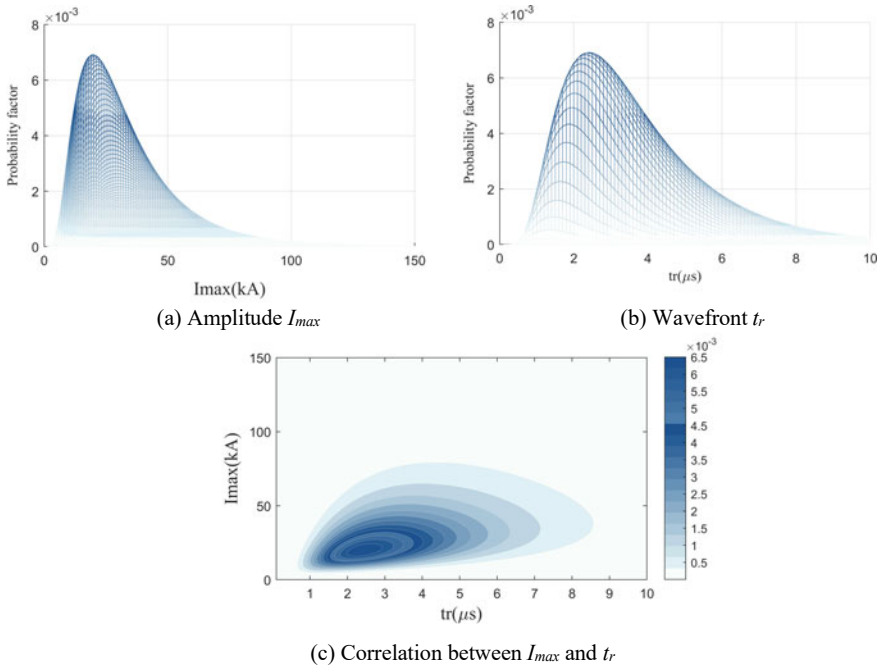 ×10⁻³
8
6
4
2
0
Probability factor
0 50 100 150
Imax(kA)
(a) Amplitude Imax
×10⁻³
8
6
4
2
0
Probability factor
0 2 4 6 8 10
tr(μs)
(b) Wavefront tr
150
100
50
0
Imax(kA)
1 2 3 4 5 6 7 8 9 10
tr(μs)
×10⁻³
6.5
6
5.5
5
4.5
4
3.5
3
2.5
2
1.5
1
0.5
(c) Correlation between Imax and tr